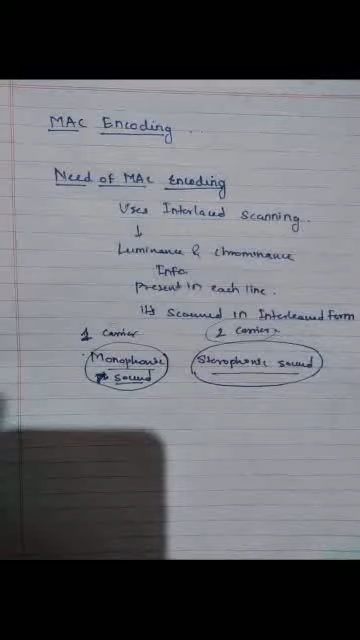 MAC Encoding
Need of MAC Encoding
Uses Interlaced Scanning.
↓
Luminance & chrominance
Info
Present in each line.
It's Scanned in Interleaved form
1 Carrier 2 Carrier
Monophonic Sterophonic sound
sound